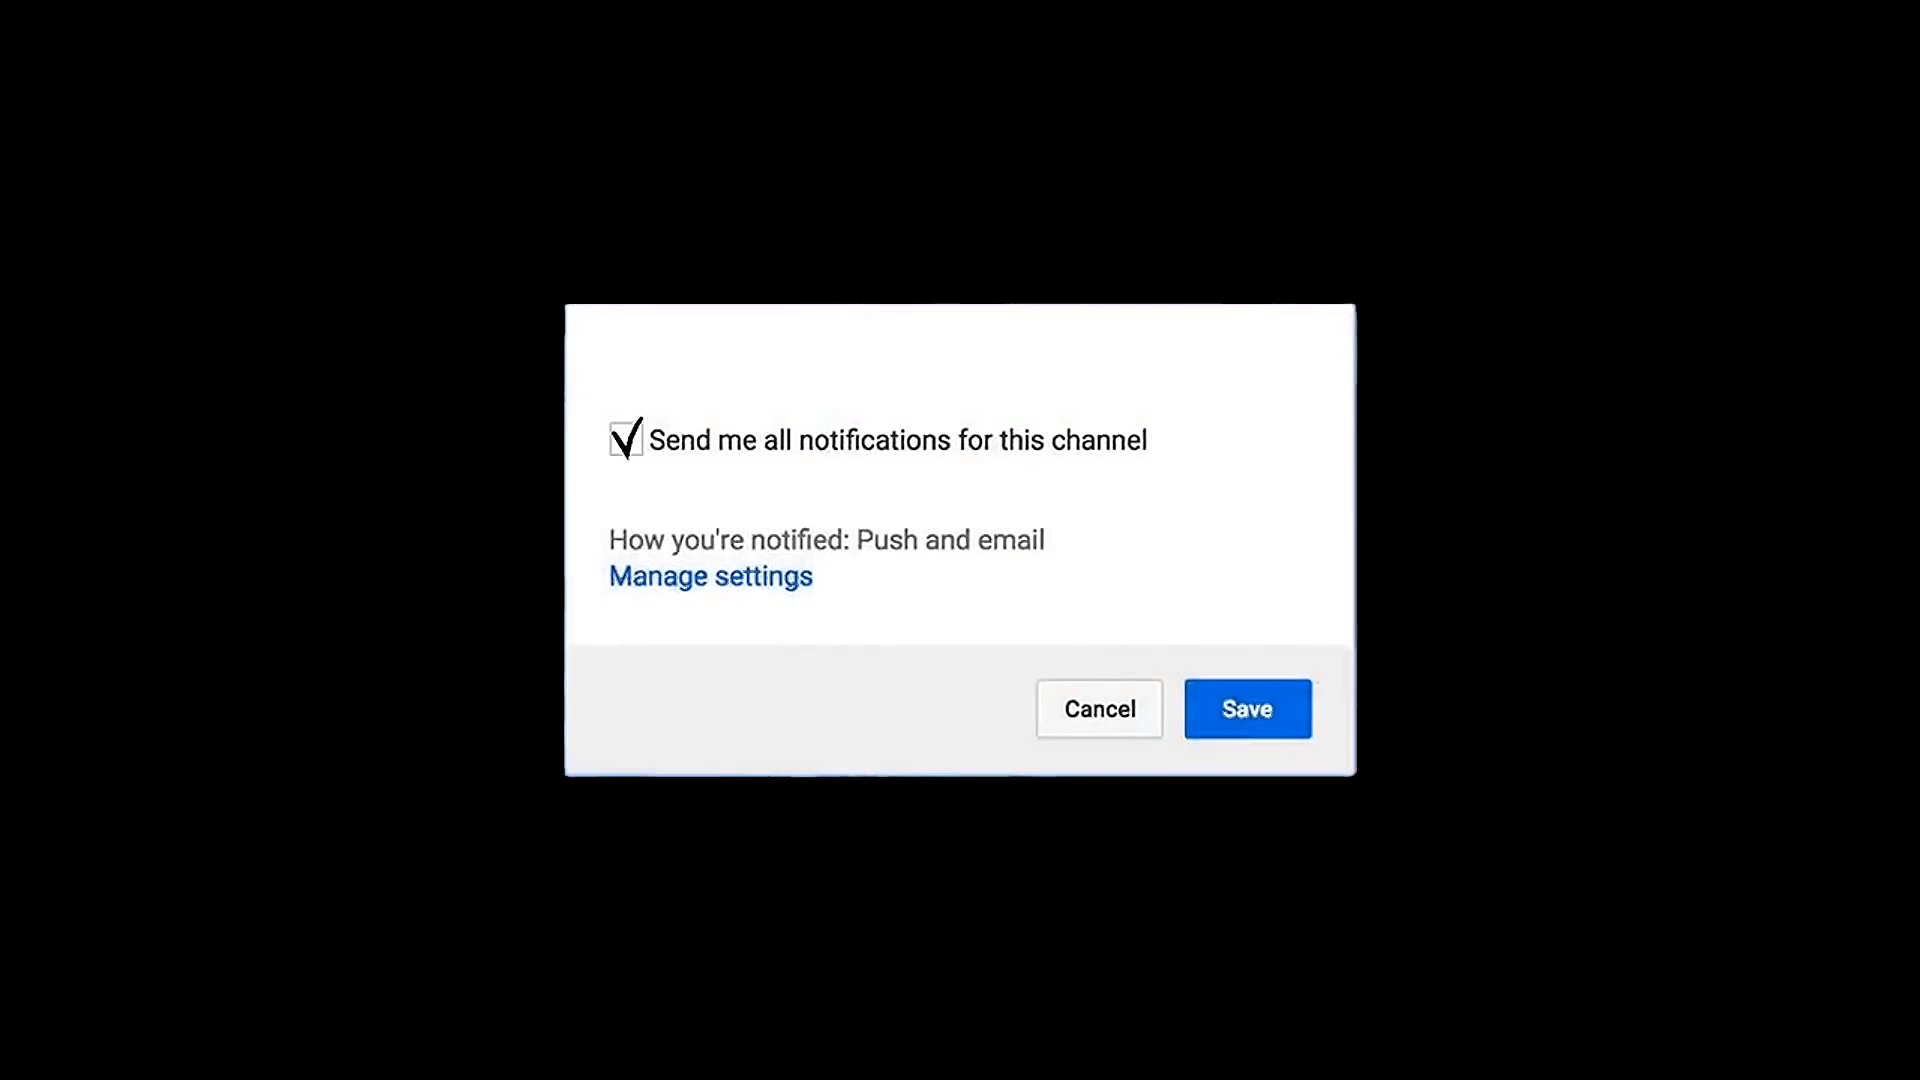 Send me all notifications for this channel
How you're notified: Push and email
Manage settings
Cancel
Save